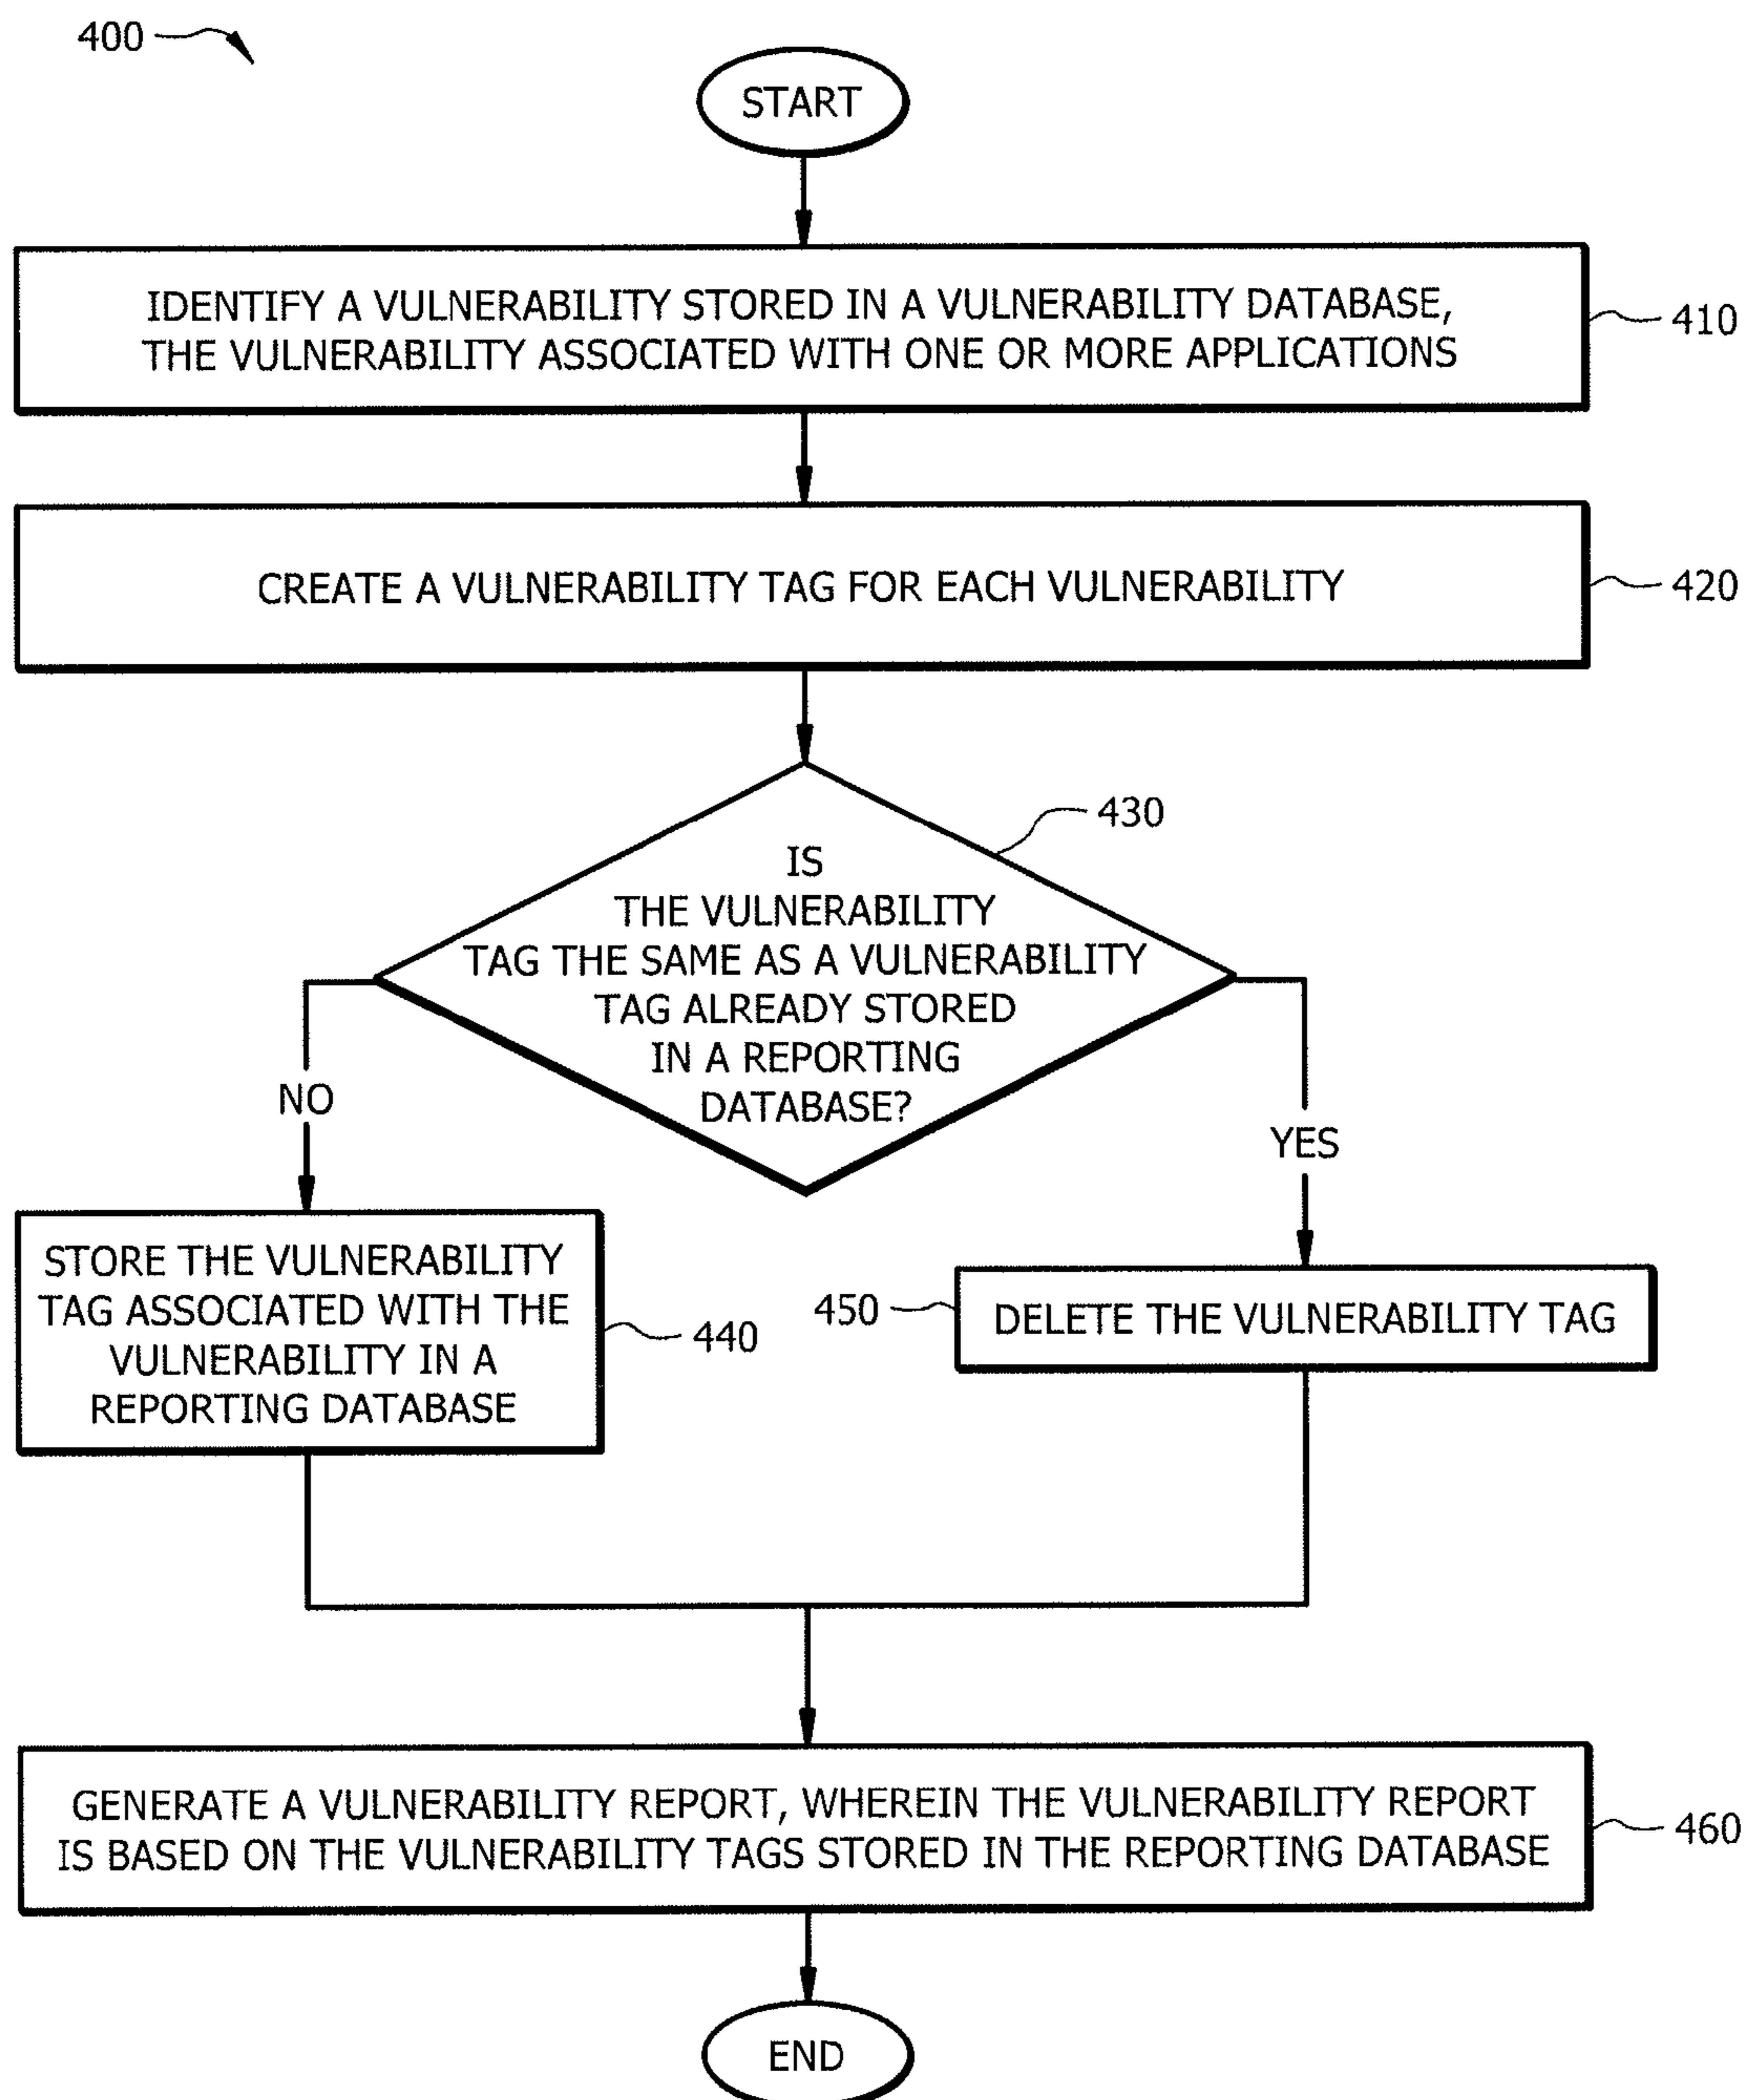 400
START
IDENTIFY A VULNERABILITY STORED IN A VULNERABILITY DATABASE,
THE VULNERABILITY ASSOCIATED WITH ONE OR MORE APPLICATIONS
410
CREATE A VULNERABILITY TAG FOR EACH VULNERABILITY
420
430
IS
THE VULNERABILITY
TAG THE SAME AS A VULNERABILITY
TAG ALREADY STORED
IN A REPORTING
DATABASE?
NO
YES
STORE THE VULNERABILITY
TAG ASSOCIATED WITH THE
VULNERABILITY IN A
REPORTING DATABASE
440
450
DELETE THE VULNERABILITY TAG
GENERATE A VULNERABILITY REPORT, WHEREIN THE VULNERABILITY REPORT
IS BASED ON THE VULNERABILITY TAGS STORED IN THE REPORTING DATABASE
460
END